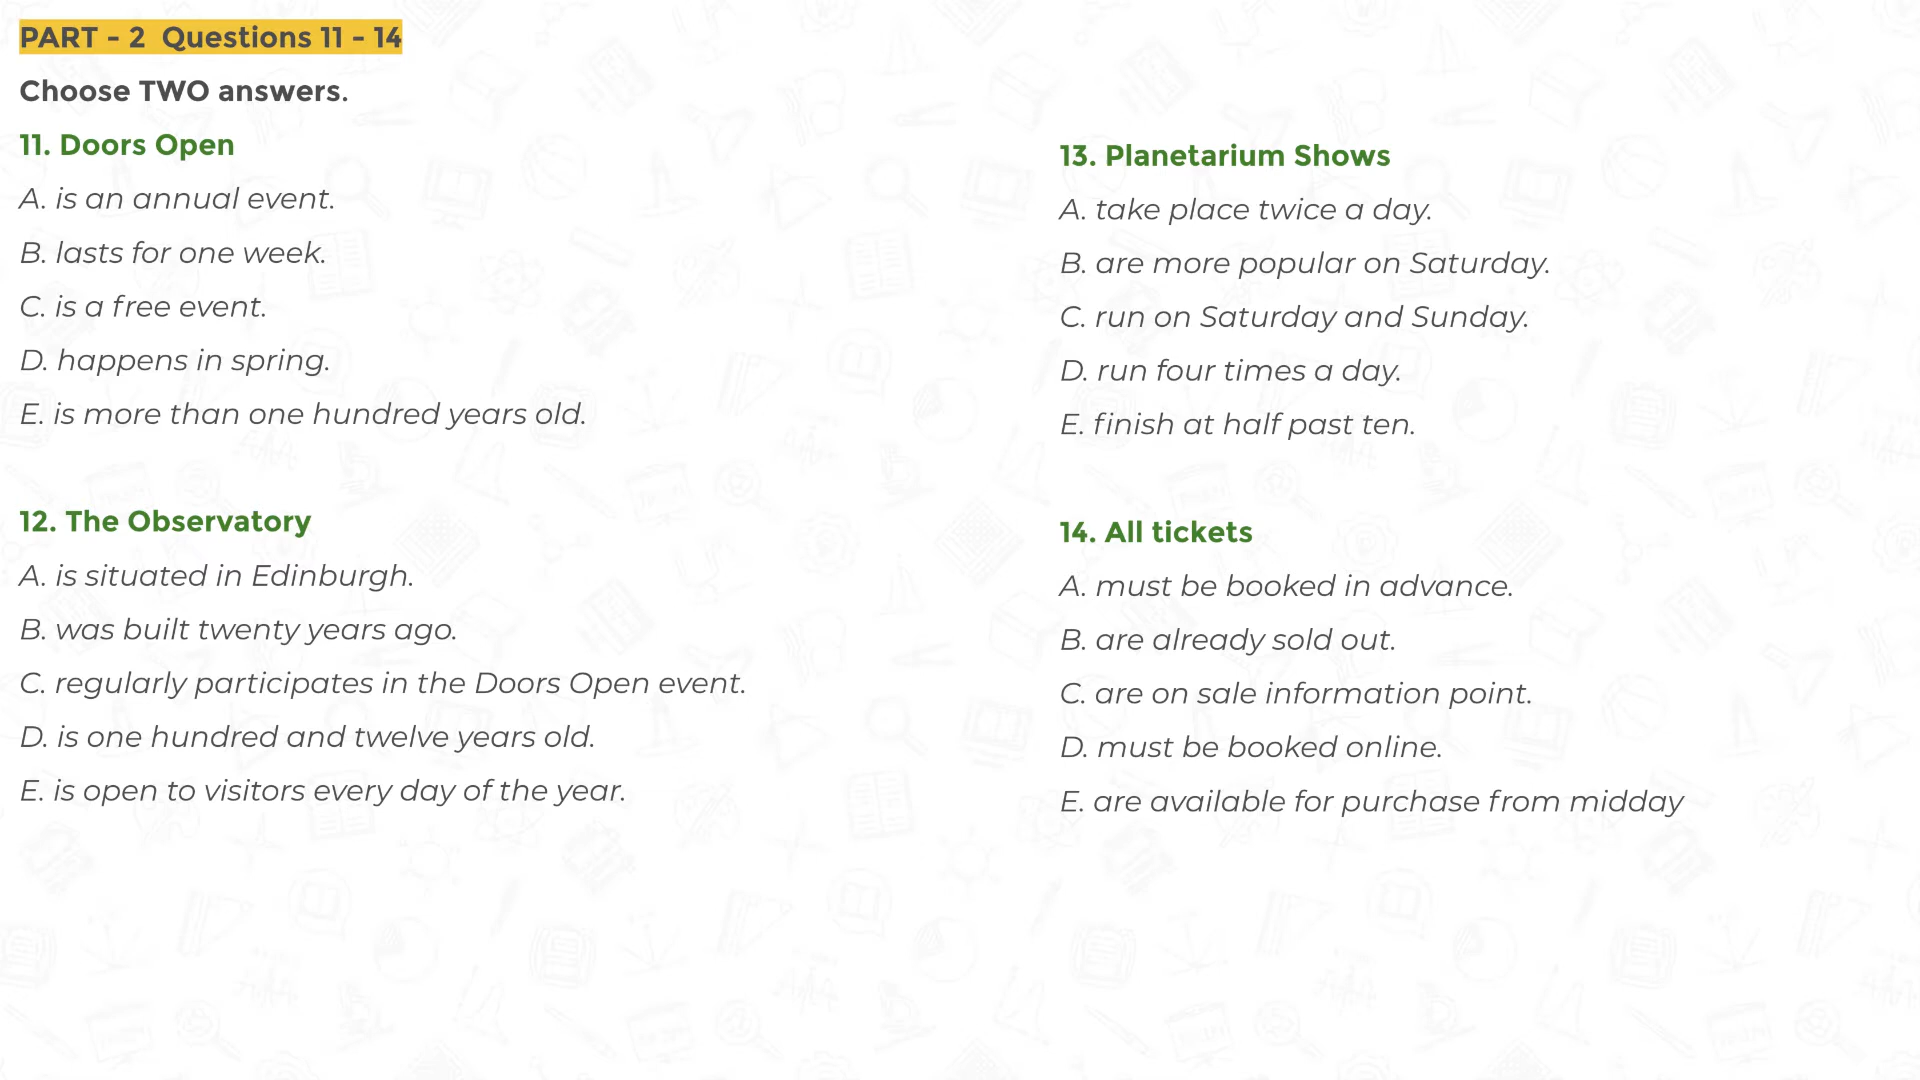 PART - 2  Questions 11 - 14
Choose TWO answers.
11. Doors Open
A. is an annual event.
B. lasts for one week.
C. is a free event.
D. happens in spring.
E. is more than one hundred years old.
12. The Observatory
A. is situated in Edinburgh.
B. was built twenty years ago.
C. regularly participates in the Doors Open event.
D. is one hundred and twelve years old.
E. is open to visitors every day of the year.
13. Planetarium Shows
A. take place twice a day.
B. are more popular on Saturday.
C. run on Saturday and Sunday.
D. run four times a day.
E. finish at half past ten.
14. All tickets
A. must be booked in advance.
B. are already sold out.
C. are on sale information point.
D. must be booked online.
E. are available for purchase from midday